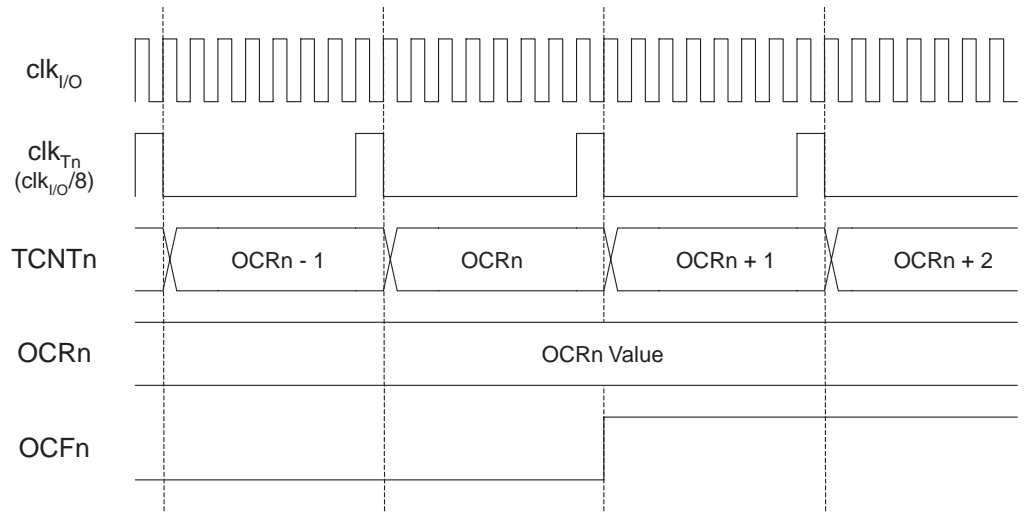 clkI/O
clkTn
(clkI/O/8)
TCNTn
OCRn - 1
OCRn
OCRn + 1
OCRn + 2
OCRn
OCRn Value
OCFn